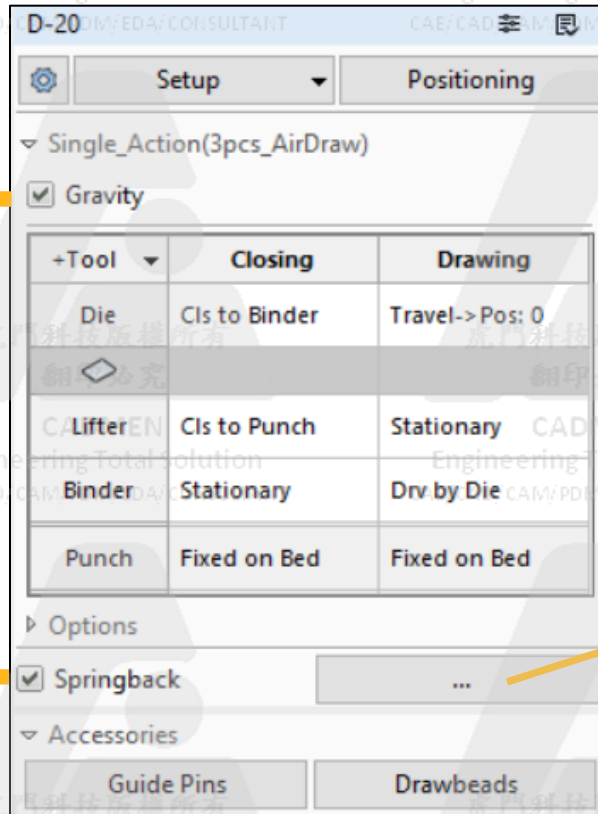 D-20
Setup
Positioning
Single_Action(3pcs_AirDraw)
Gravity
+Tool Closing Drawing
Die Cls to Binder Travel->Pos: 0
Lifter Cls to Punch Stationary
Binder Stationary Drv by Die
Punch Fixed on Bed Fixed on Bed
Options
Springback ...
Accessories
Guide Pins Drawbeads